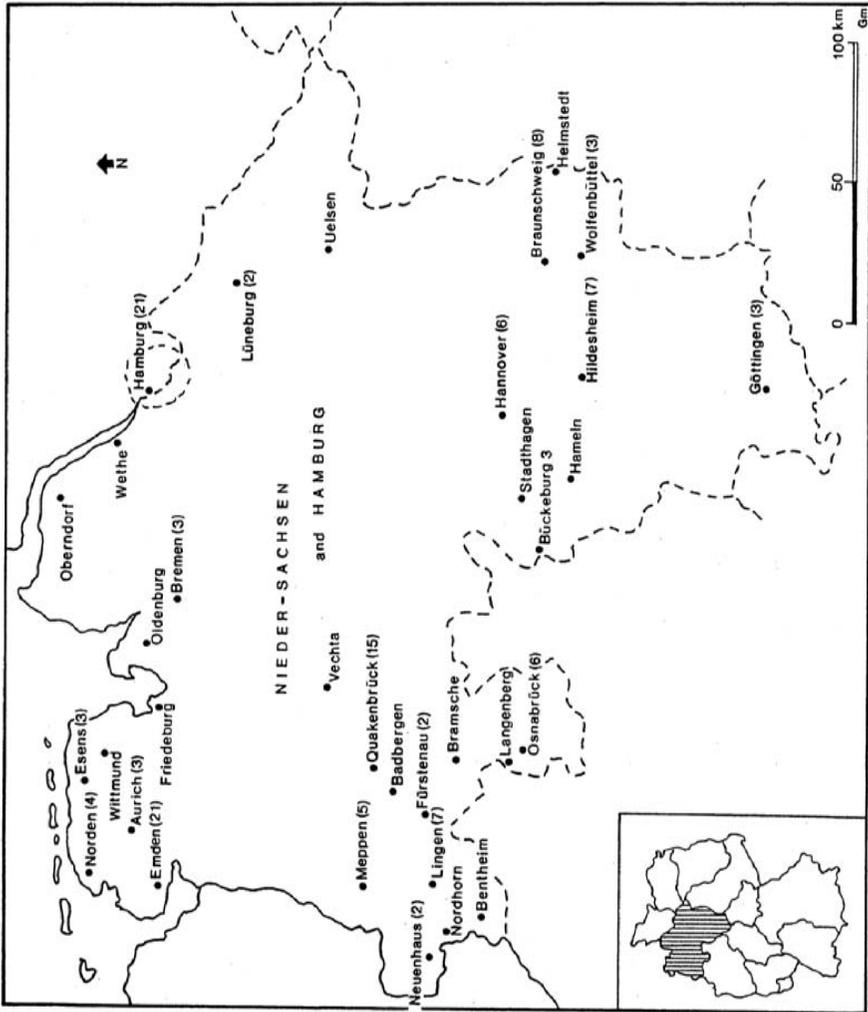 N
Oberndorf
Wethe
Hamburg (21)
Lüneburg (2)
Uelsen
Esens (3)
Norden (4)
Wittmund
Aurich (3)
Emden (21)
Friedeburg
Oldenburg
Bremen (3)
NIEDER-SACHSEN
and HAMBURG
Vechta
Quakenbrück (15)
Meppen (5)
Badbergen
Fürstenau (2)
Lingen (7)
Neuenhaus (2)
Nordhorn
Bentheim
Bramsche
Langenberg
Osnabrück (6)
Hannover (6)
Stadthagen
Bückeburg 3
Hameln
Hildesheim (7)
Braunschweig (8)
Helmstedt
Wolfenbüttel (3)
Göttingen (3)
0 50 100 km
Gm